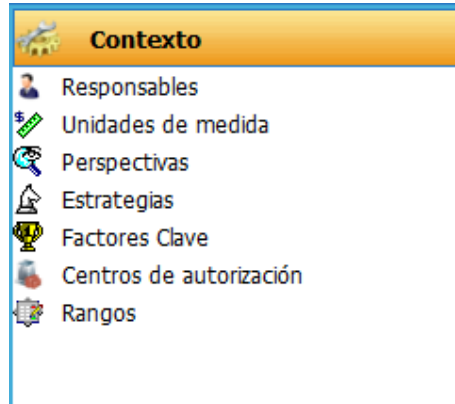 Contexto
Responsables
Unidades de medida
Perspectivas
Estrategias
Factores Clave
Centros de autorización
Rangos